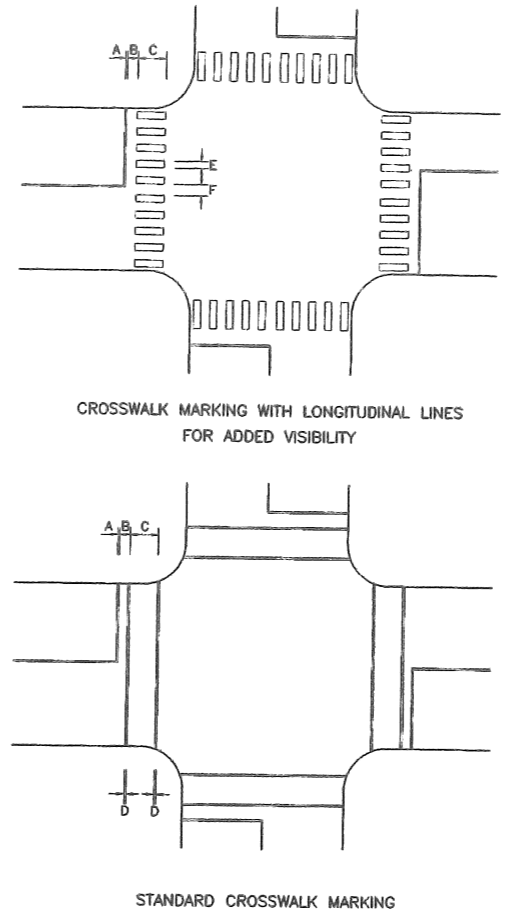 A B C
E
F
CROSSWALK MARKING WITH LONGITUDINAL LINES
FOR ADDED VISIBILITY
A B C
D D
STANDARD CROSSWALK MARKING